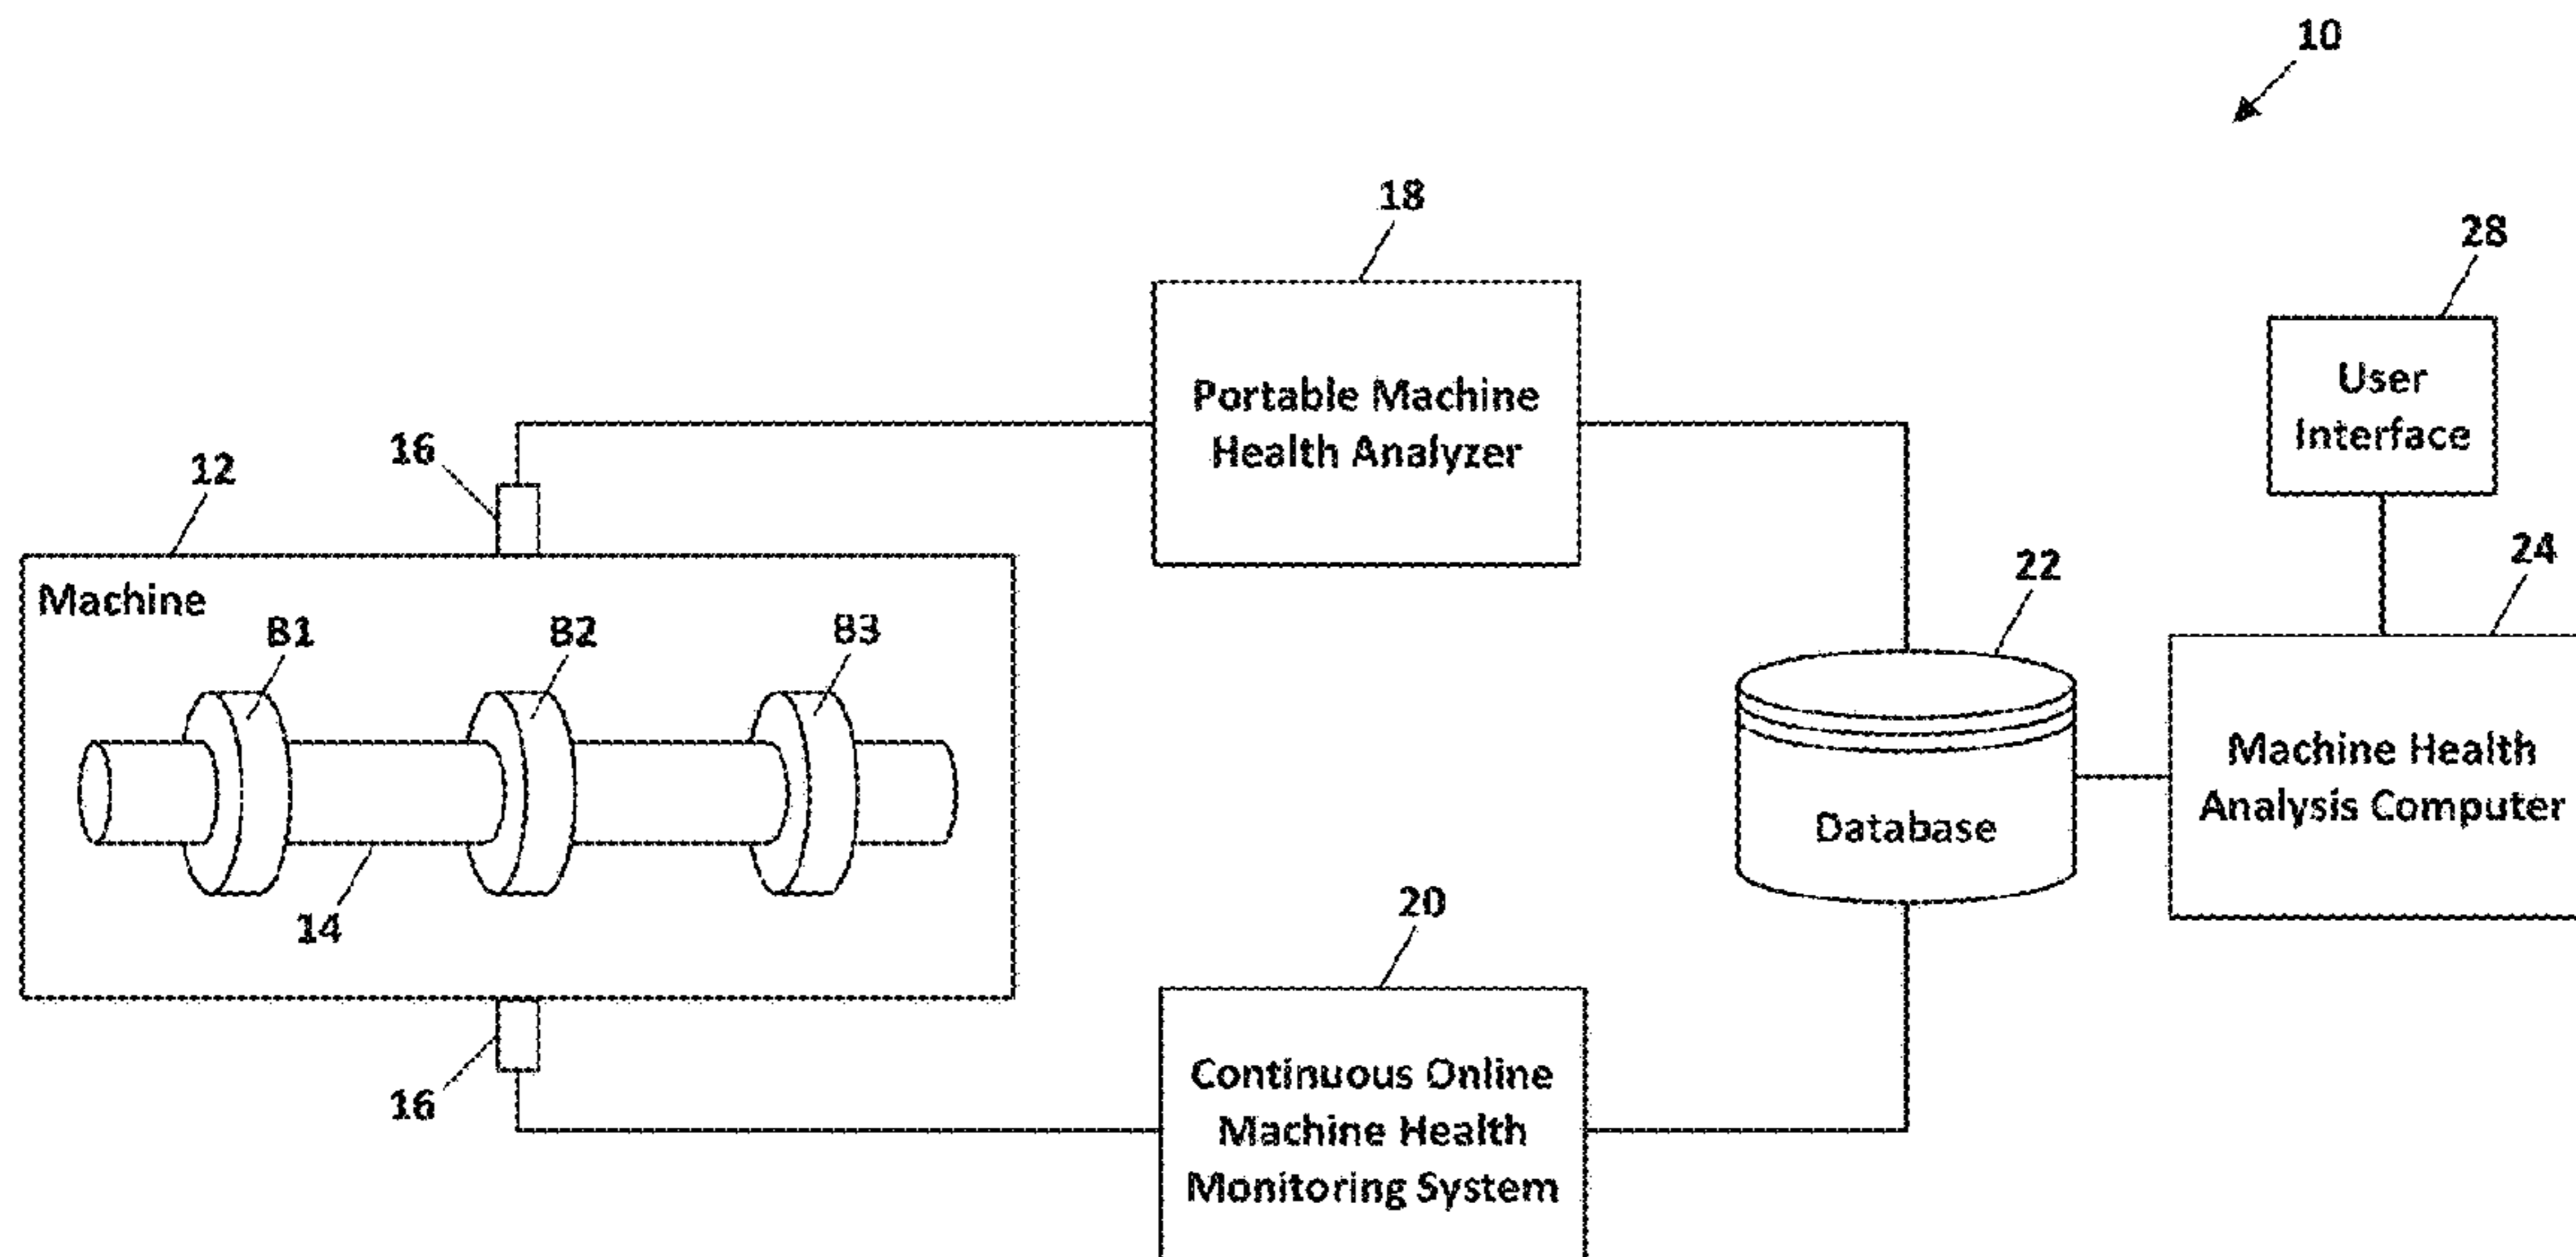 10
18
28
Portable Machine
Health Analyzer
User
Interface
16
12
24
22
Machine
B1
B2
B3
Machine Health
Analysis Computer
Database
14
20
16
Continuous Online
Machine Health
Monitoring System